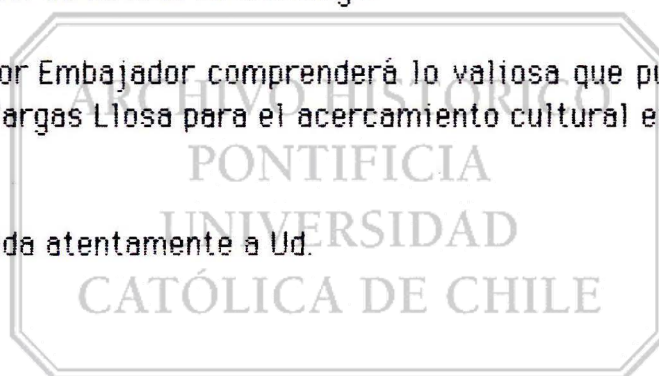 or Embajador comprenderá lo valiosa que pu
argas Llosa para el acercamiento cultural e
da atentamente a Ud.
ARCHIVO HISTÓRICO
PONTIFICIA
UNIVERSIDAD
CATÓLICA DE CHILE